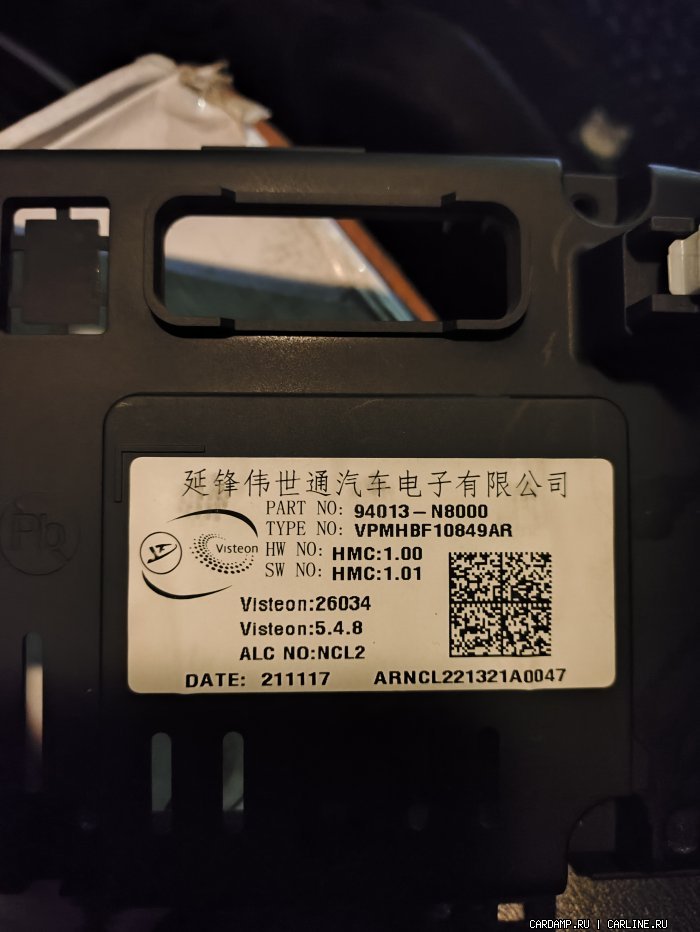 延锋伟世通汽车电子有限公司
PART NO: 94013-N8000
TYPE NO: VPMHBF10849AR
HW NO: HMC:1.00
SW NO: HMC:1.01
Visteon
Visteon:26034
Visteon:5.4.8
ALC NO:NCL2
DATE: 211117 ARNCL221321A0047
Pb
CARDAMP.RU | CARLINE.RU